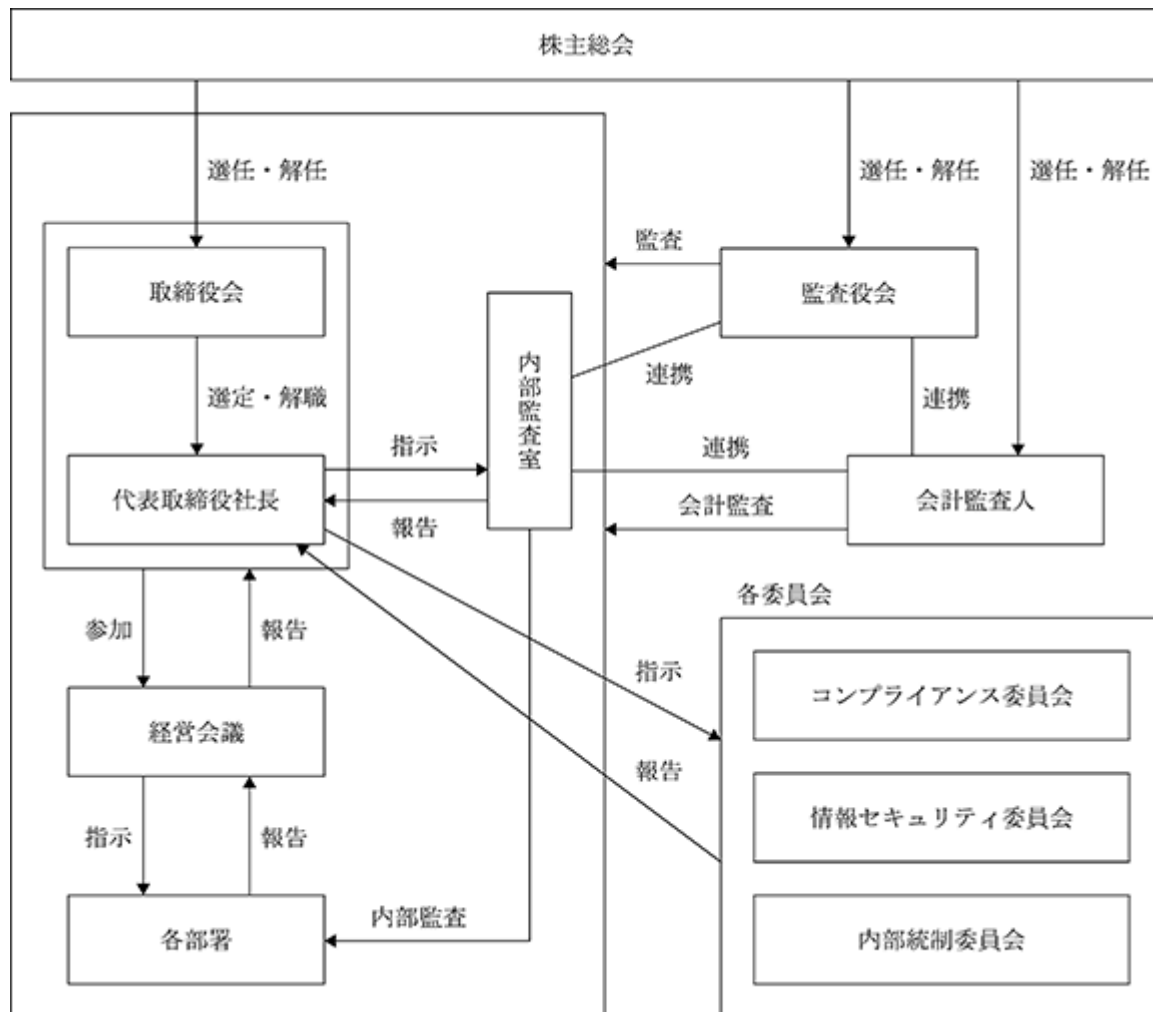 株主総会
選任・解任
選任・解任
選任・解任
監査
取締役会
監査役会
内部監査室
連携
連携
選定・解職
指示
連携
代表取締役社長
会計監査人
報告
会計監査
各委員会
参加
報告
指示
コンプライアンス委員会
経営会議
報告
情報セキュリティ委員会
指示
報告
内部監査
各部署
内部統制委員会